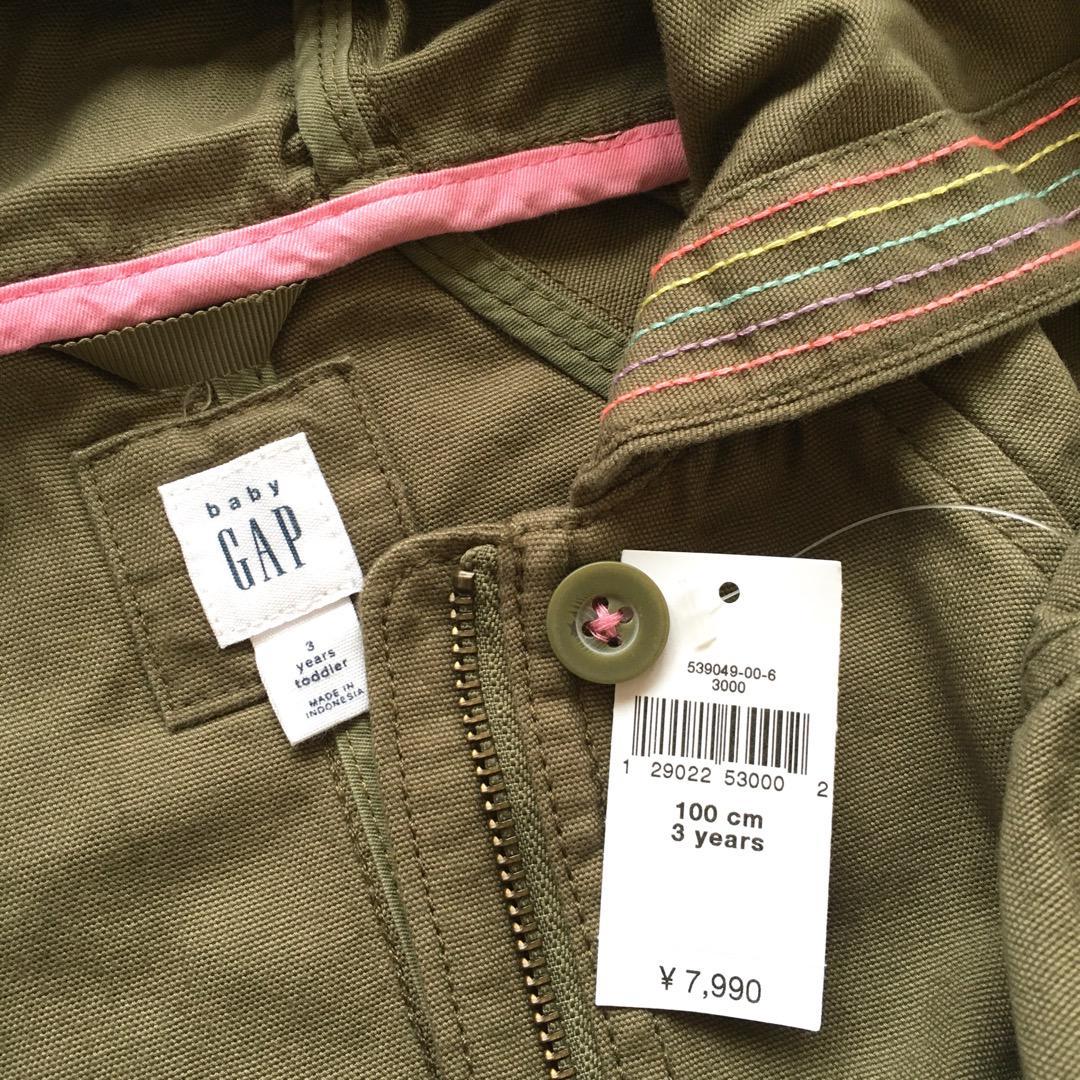 baby
GAP
3
years
toddler
MADE IN
INDONESIA
539049-00-6
3000
1 29022 53000 2
100 cm
3 years
¥ 7,990